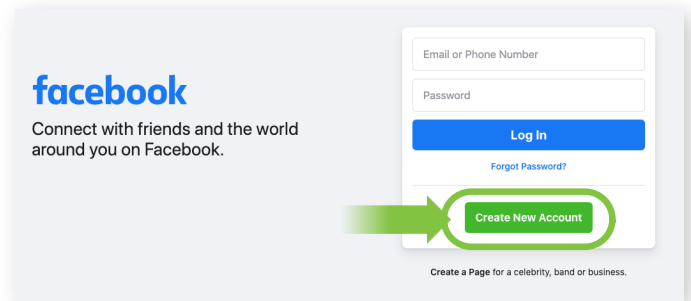 facebook
Connect with friends and the world
around you on Facebook.
Email or Phone Number
Password
Log In
Forgot Password?
Create New Account
Create a Page for a celebrity, band or business.